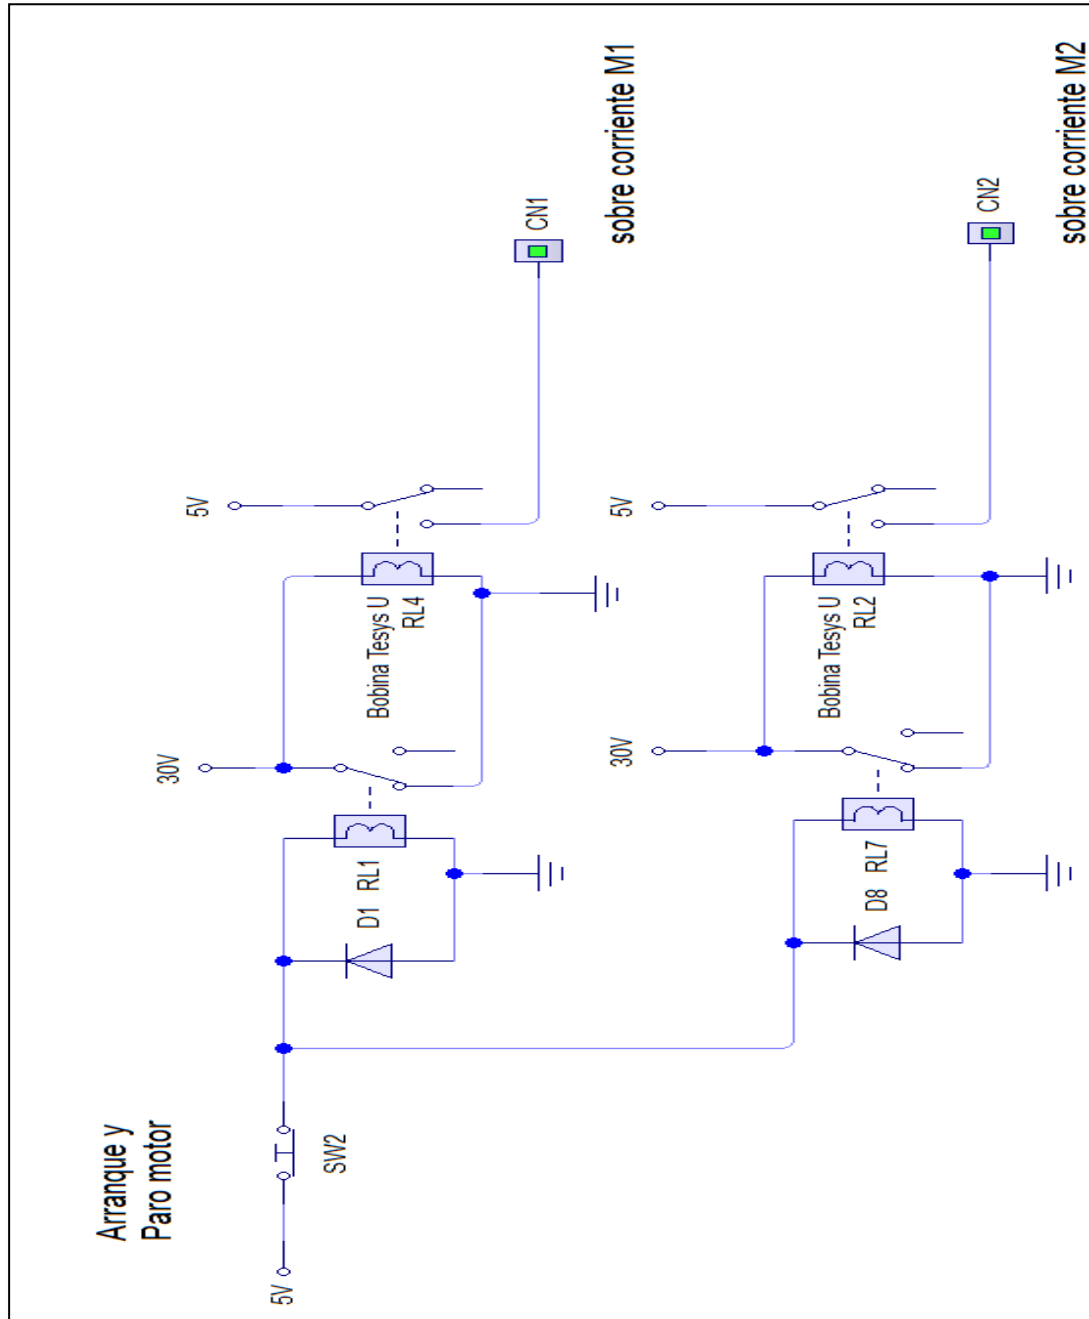 Arranque y
Paro motor
5V
SW2
D1
RL1
30V
Bobina Tesys U
RL4
5V
CN1
sobre corriente M1
D8
RL7
30V
Bobina Tesys U
RL2
5V
CN2
sobre corriente M2